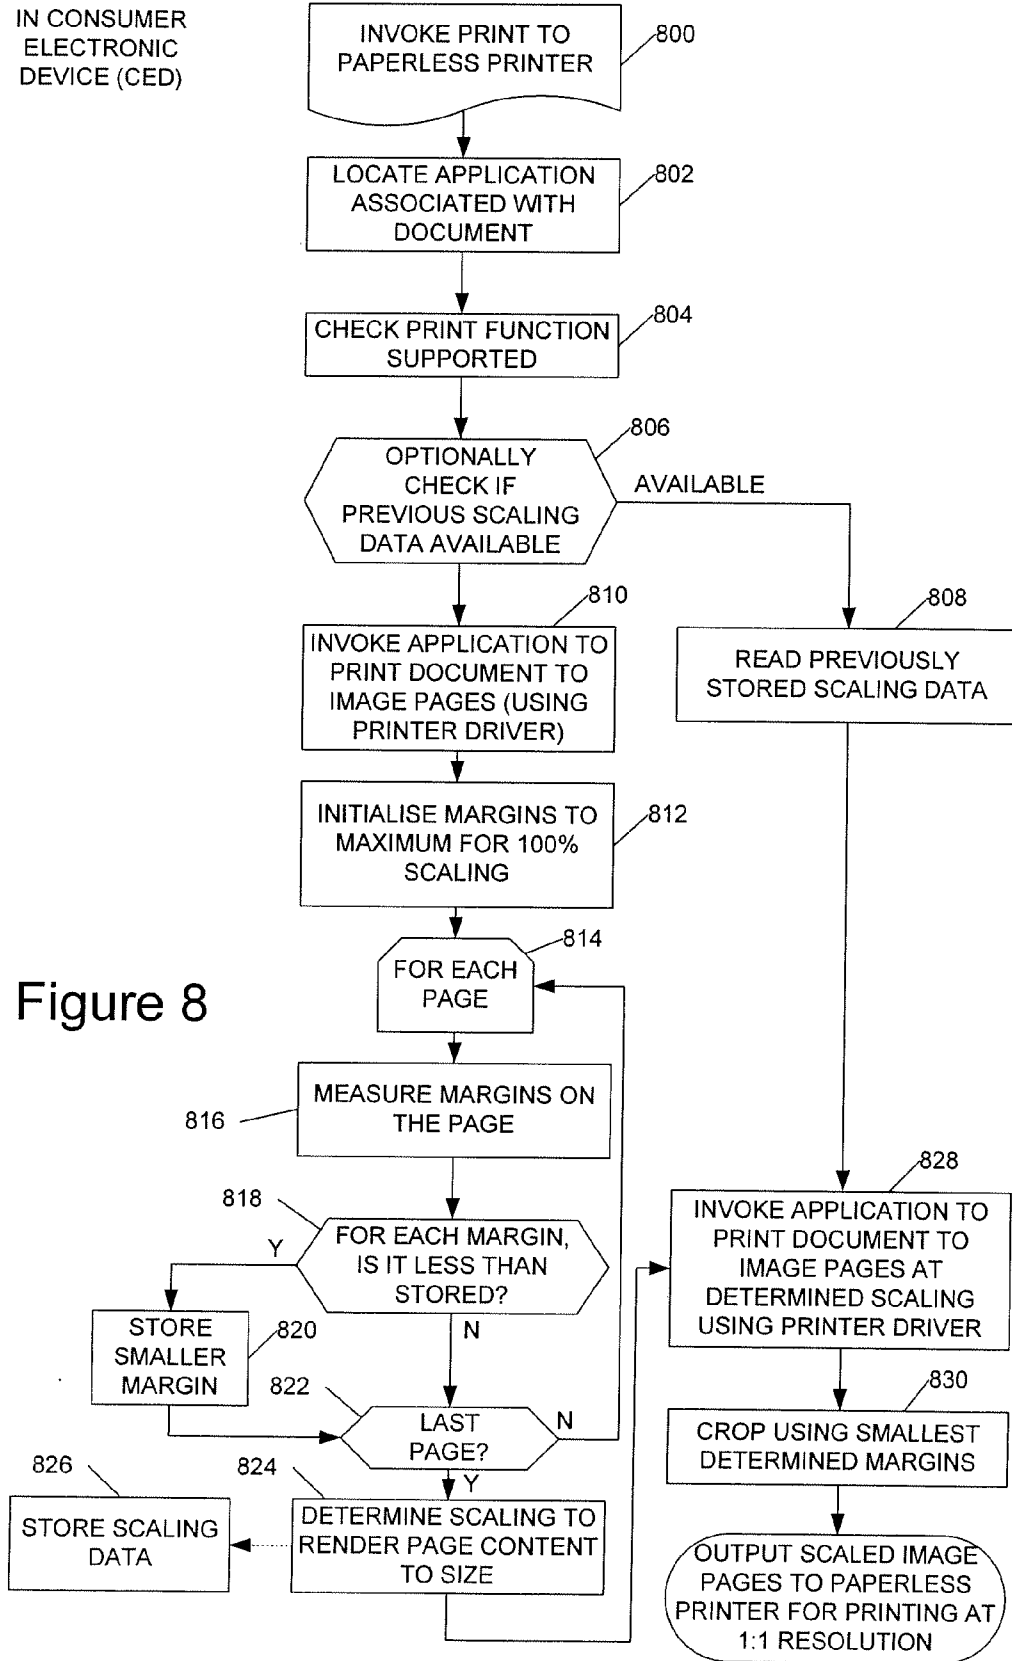 IN CONSUMER
ELECTRONIC
DEVICE (CED)
INVOKE PRINT TO
PAPERLESS PRINTER
800
LOCATE APPLICATION
ASSOCIATED WITH
DOCUMENT
802
CHECK PRINT FUNCTION
SUPPORTED
804
OPTIONALLY
CHECK IF
PREVIOUS SCALING
DATA AVAILABLE
806
AVAILABLE
810
INVOKE APPLICATION TO
PRINT DOCUMENT TO
IMAGE PAGES (USING
PRINTER DRIVER)
808
READ PREVIOUSLY
STORED SCALING DATA
INITIALISE MARGINS TO
MAXIMUM FOR 100%
SCALING
812
FOR EACH
PAGE
814
Figure 8
MEASURE MARGINS ON
THE PAGE
816
818
FOR EACH MARGIN,
IS IT LESS THAN
STORED?
Y
N
STORE
SMALLER
MARGIN
820
822
LAST
PAGE?
N
Y
824
DETERMINE SCALING TO
RENDER PAGE CONTENT
TO SIZE
826
STORE SCALING
DATA
828
INVOKE APPLICATION TO
PRINT DOCUMENT TO
IMAGE PAGES AT
DETERMINED SCALING
USING PRINTER DRIVER
830
CROP USING SMALLEST
DETERMINED MARGINS
OUTPUT SCALED IMAGE
PAGES TO PAPERLESS
PRINTER FOR PRINTING AT
1:1 RESOLUTION